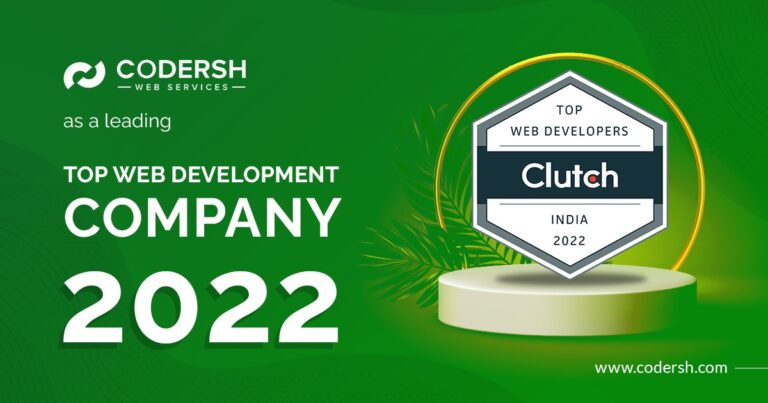 CODERSH
WEB SERVICES
as a leading
TOP WEB DEVELOPMENT
COMPANY
2022
TOP
WEB DEVELOPERS
Clutch
INDIA
2022
www.codersh.com